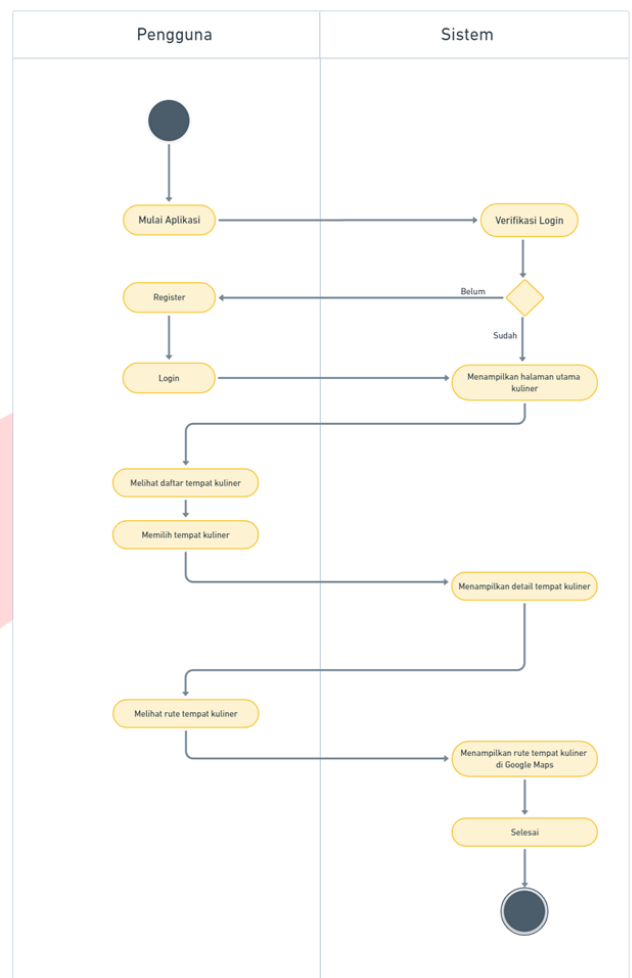 Pengguna
Sistem
Mulai Aplikasi
Verifikasi Login
Belum
Register
Sudah
Login
Menampilkan halaman utama
kuliner
Melihat daftar tempat kuliner
Memilih tempat kuliner
Menampilkan detail tempat kuliner
Melihat rute tempat kuliner
Menampilkan rute tempat kuliner
di Google Maps
Selesai